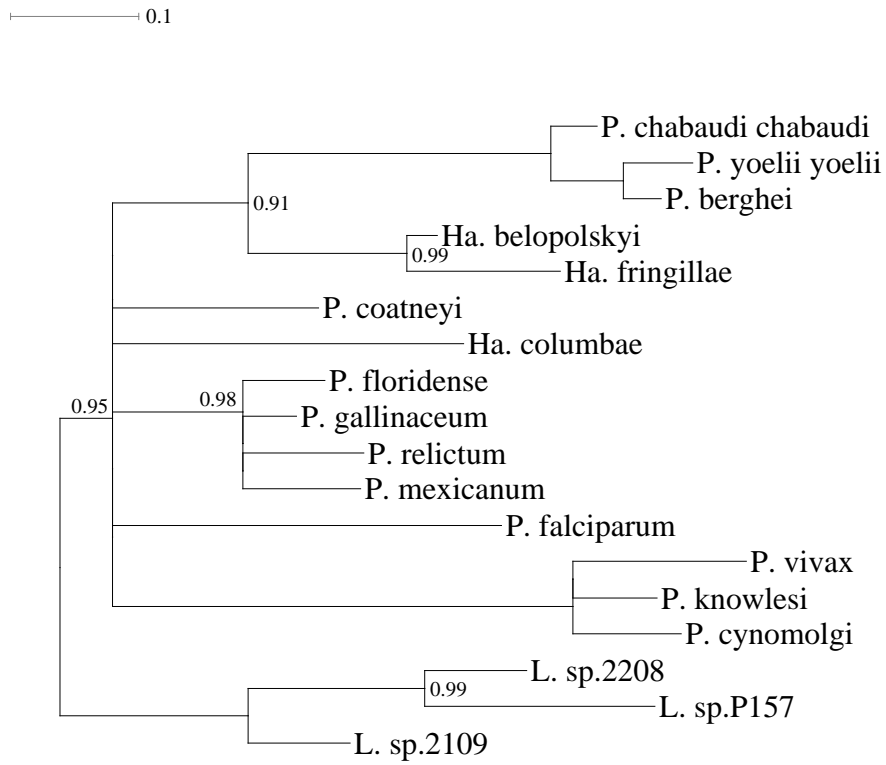 0.1
P. chabaudi chabaudi
P. yoelii yoelii
0.91
P. berghei
Ha. belopolskyi
0.99
Ha. fringillae
P. coatneyi
Ha. columbae
P. floridense
0.95
0.98
P. gallinaceum
P. relictum
P. mexicanum
P. falciparum
P. vivax
P. knowlesi
P. cynomolgi
L. sp.2208
0.99
L. sp.P157
L. sp.2109